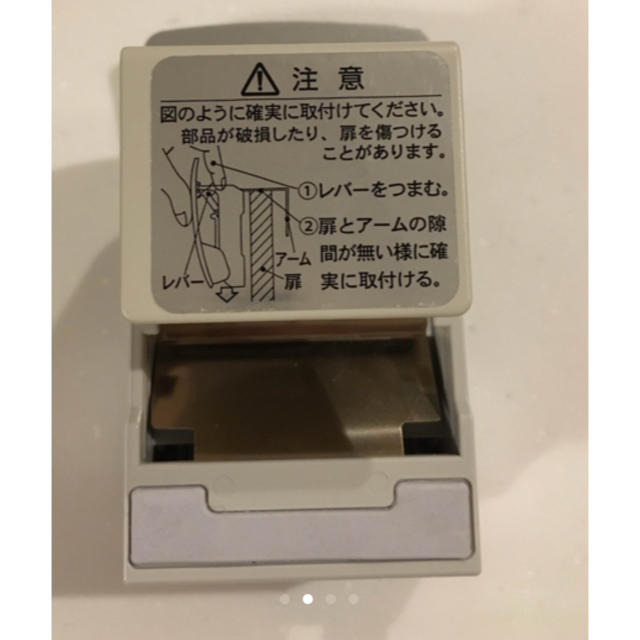 注意
図のように確実に取付けてください。
部品が破損したり、扉を傷つける
ことがあります。
①レバーをつまむ。
②扉とアームの隙
間が無い様に確
実に取付ける。
アーム
扉
レバー